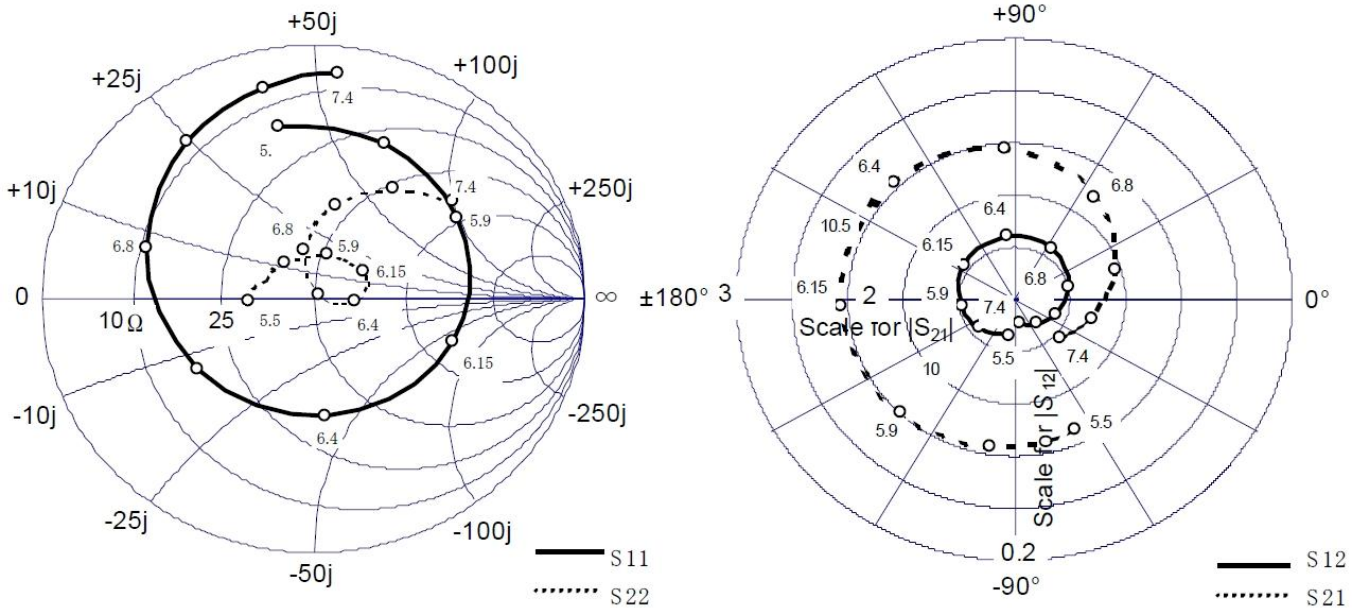 +50j
+25j
+100j
7.4
5.
+10j
7.4
+250j
6.8
5.9
6.8
5.9
6.15
0
10 Ω
25
5.5
6.4
∞
6.15
-10j
-250j
6.4
-25j
-100j
-50j
S11
S22
+90°
6.4
6.8
6.4
10.5
6.15
6.8
±180°
3
6.15
2
5.9
7.4
0°
Scale for |S21|
5.5
7.4
10
5.9
5.5
Scale for |S12|
0.2
-90°
S12
S21